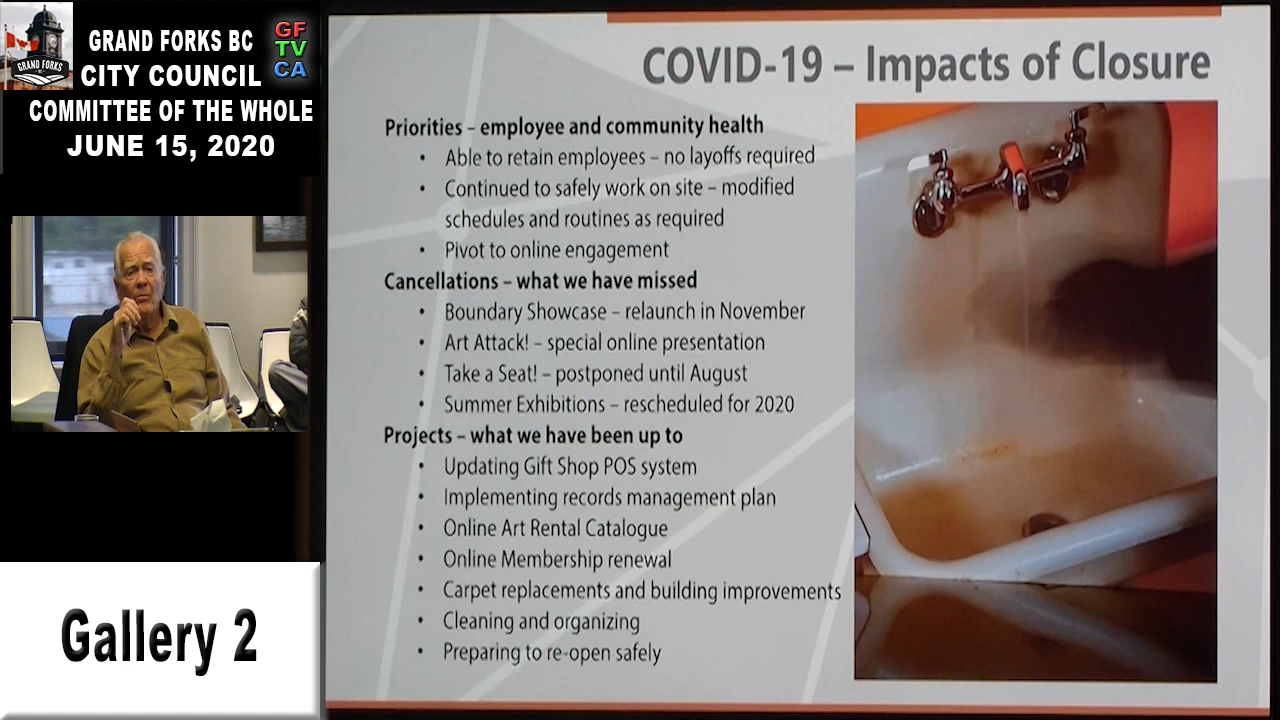 GRAND FORKS BC
CITY COUNCIL
COMMITTEE OF THE WHOLE
JUNE 15, 2020
GF
TV
CA
GRAND FORKS
COVID-19 – Impacts of Closure
Priorities – employee and community health
• Able to retain employees – no layoffs required
• Continued to safely work on site – modified
schedules and routines as required
• Pivot to online engagement
Cancellations – what we have missed
• Boundary Showcase – relaunch in November
• Art Attack! – special online presentation
• Take a Seat! – postponed until August
• Summer Exhibitions – rescheduled for 2020
Projects – what we have been up to
• Updating Gift Shop POS system
• Implementing records management plan
• Online Art Rental Catalogue
• Online Membership renewal
• Carpet replacements and building improvements
• Cleaning and organizing
• Preparing to re-open safely
Gallery 2